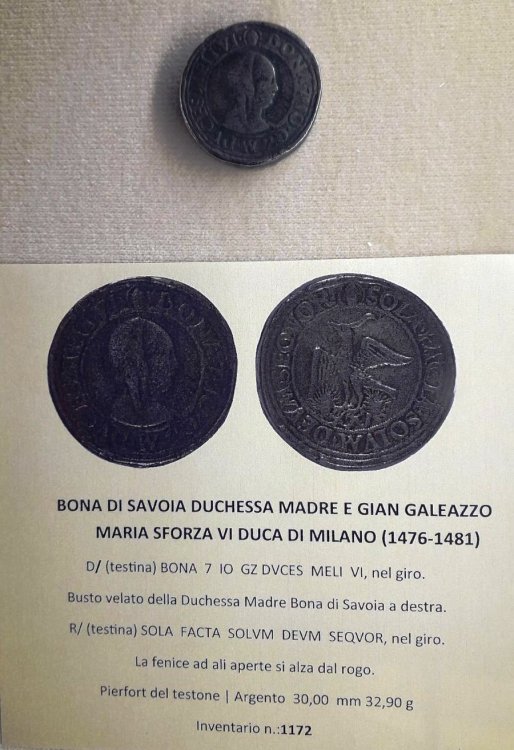 BONA DI SAVOIA DUCHESSA MADRE E GIAN GALEAZZO
MARIA SFORZA VI DUCA DI MILANO (1476-1481)
D/ (testina) BONA 7 IO GZ DVCES MELI VI, nel giro.
Busto velato della Duchessa Madre Bona di Savoia a destra.
R/ (testina) SOLA FACTA SOLVM DEVM SEQVOR, nel giro.
La fenice ad ali aperte si alza dal rogo.
Pierfort del testone | Argento 30,00 mm 32,90 g
Inventario n.:1172